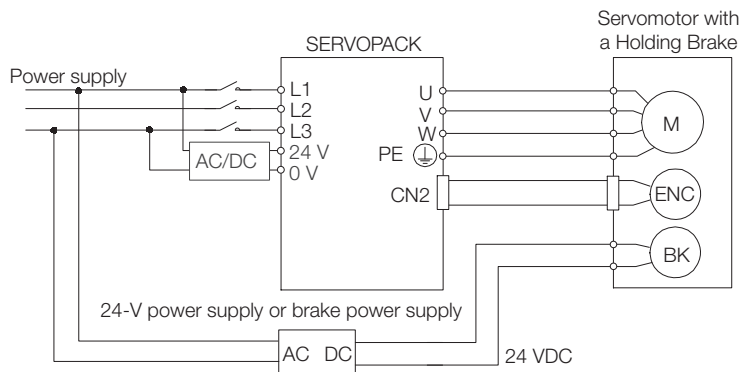 Servomotor with
a Holding Brake
SERVOPACK
Power supply
L1
L2
L3
24 V
0 V
AC/DC
U
V
W
PE
CN2
M
ENC
BK
24-V power supply or brake power supply
AC DC
24 VDC